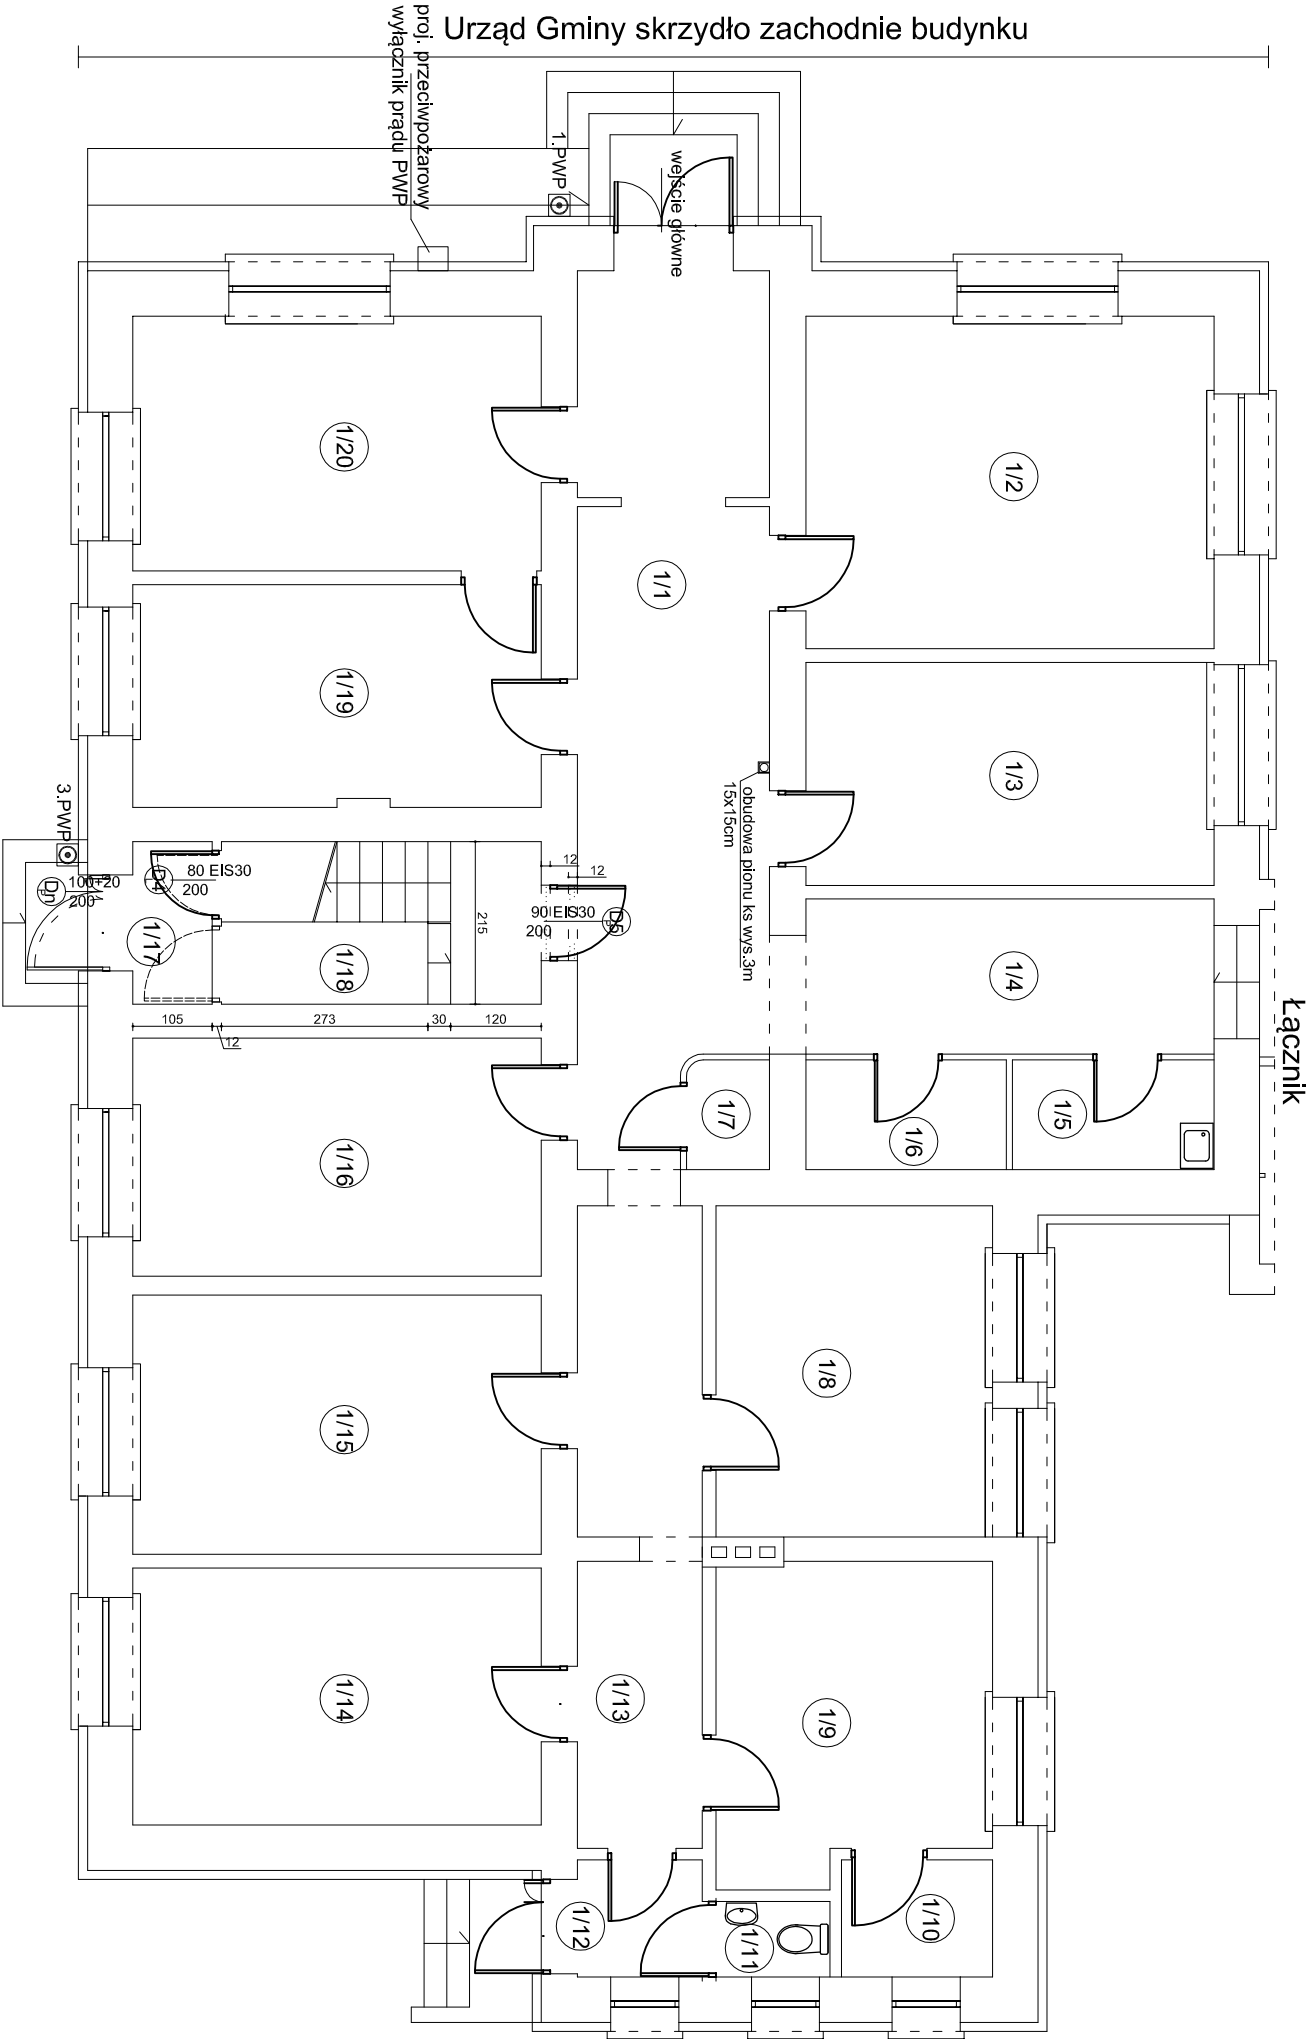 Urząd Gminy skrzydło zachodnie budynku
proj. przeciwpożarowy
wyłącznik prądu PWP
1.PWP
wejście główne
1/20
1/2
1/1
1/19
1/3
obudowa pionu ks wys.3m
15x15cm
3.PWP
Dn
100+20
200
D4
80 EIS30
200
1/17
1/18
215
12
12
90 EIS30
200
D5
1/4
Łącznik
105
12
273
30
120
1/7
1/6
1/5
1/16
1/8
1/15
1/14
1/13
1/9
1/12
1/11
1/10